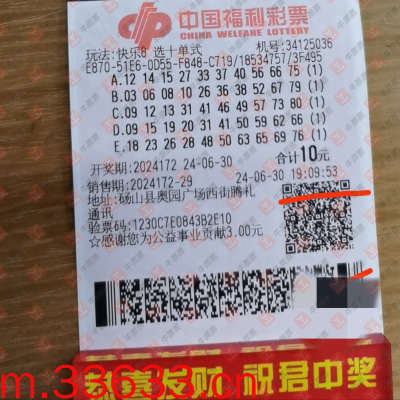 中国福利彩票
CHINA WELFARE LOTTERY
玩法:快乐8 选十单式 机号:34125036
E870-51E6-0D55-F848-C719/18534757/3F495
A.12 14 15 27 33 37 40 56 66 75 (1)
B.03 06 08 10 26 36 38 52 67 79 (1)
C.09 12 13 31 41 46 49 57 73 80 (1)
D.09 15 19 31 50 51 65 67 68 76 (1)
E.18 23 26 28 48 50 63 65 69 76 (1)
开奖期:2024172 24-06-30 合计10元
销售期:2024172-29 24-06-30 19:09:53
地址:砀山县奥园广场西街腾礼
通讯
验票码:1230C7E0843B2E10
☆感谢您为公益事业贡献3.00元
恭喜发财 祝君中奖